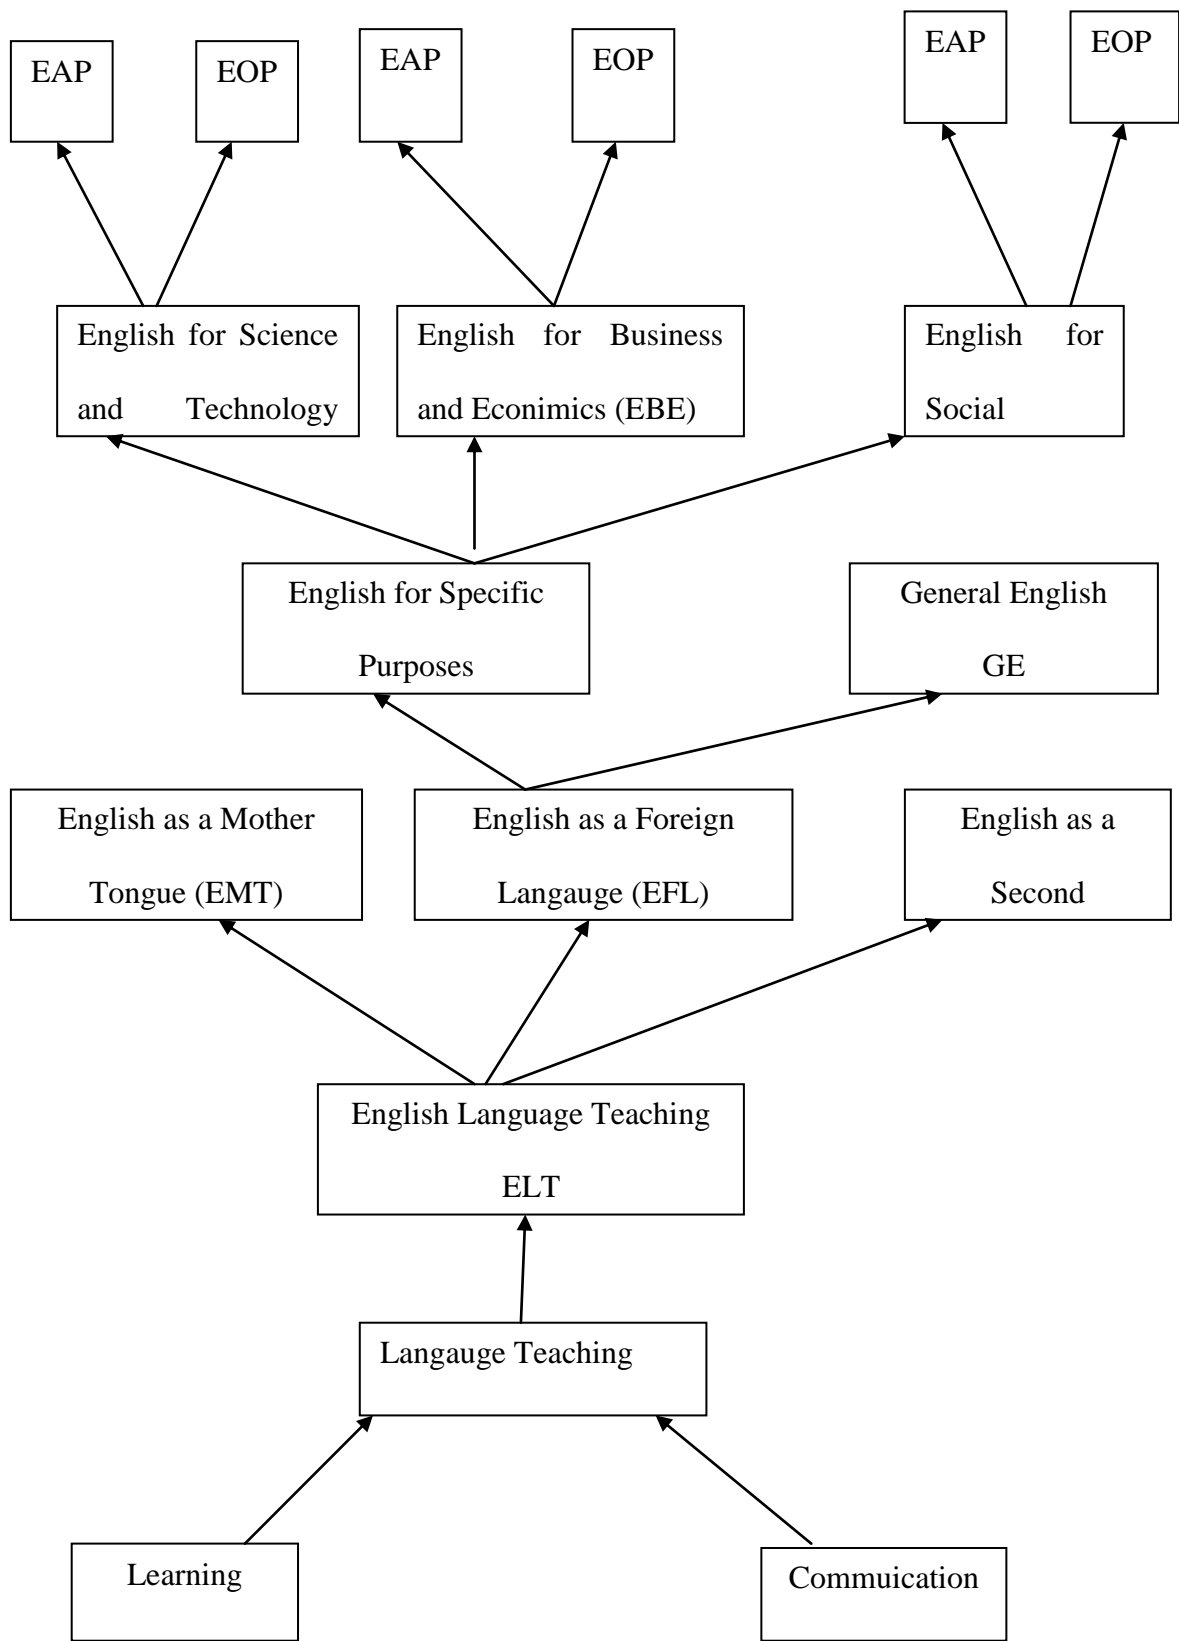 EAP
EOP
EAP
EOP
EAP
EOP
English for Science
and Technology
English for Business
and Econimics (EBE)
English for
Social
English for Specific
Purposes
General English
GE
English as a Mother
Tongue (EMT)
English as a Foreign
Langauge (EFL)
English as a
Second
English Language Teaching
ELT
Langauge Teaching
Learning
Commuication